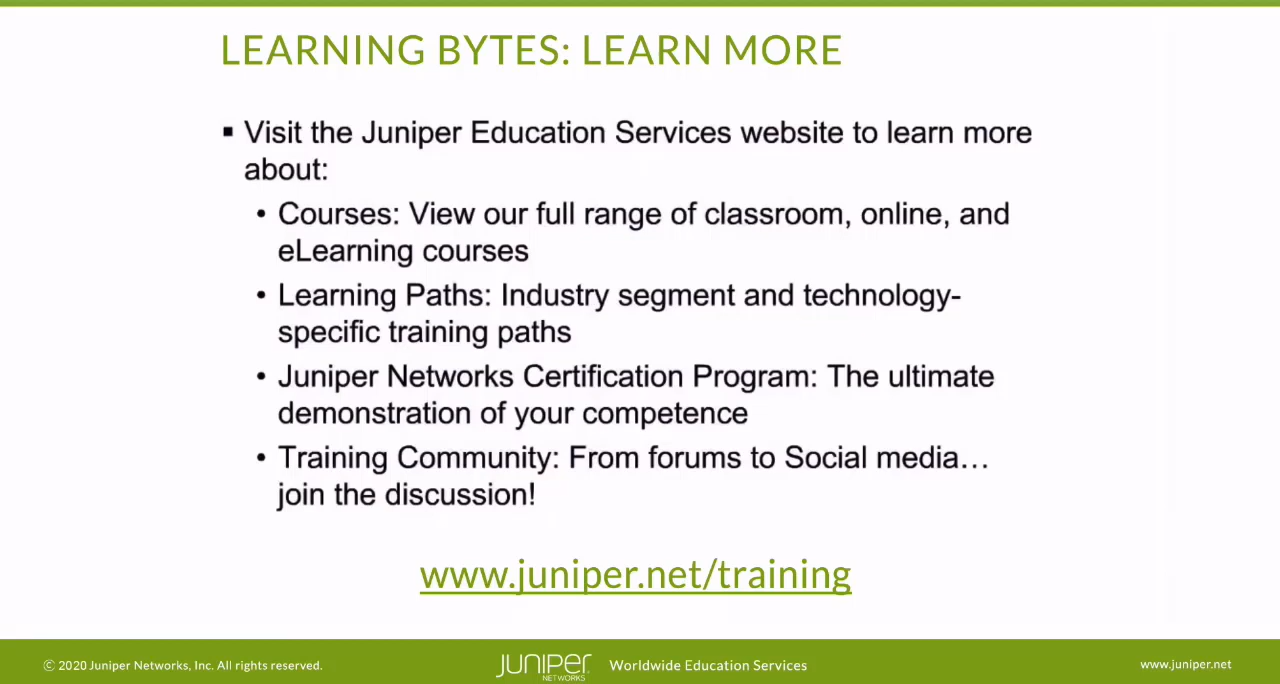 LEARNING BYTES: LEARN MORE
▪ Visit the Juniper Education Services website to learn more
about:
• Courses: View our full range of classroom, online, and
eLearning courses
• Learning Paths: Industry segment and technology-
specific training paths
• Juniper Networks Certification Program: The ultimate
demonstration of your competence
• Training Community: From forums to Social media…
join the discussion!
www.juniper.net/training
© 2020 Juniper Networks, Inc. All rights reserved.
JUNIPER
NETWORKS
Worldwide Education Services
www.juniper.net